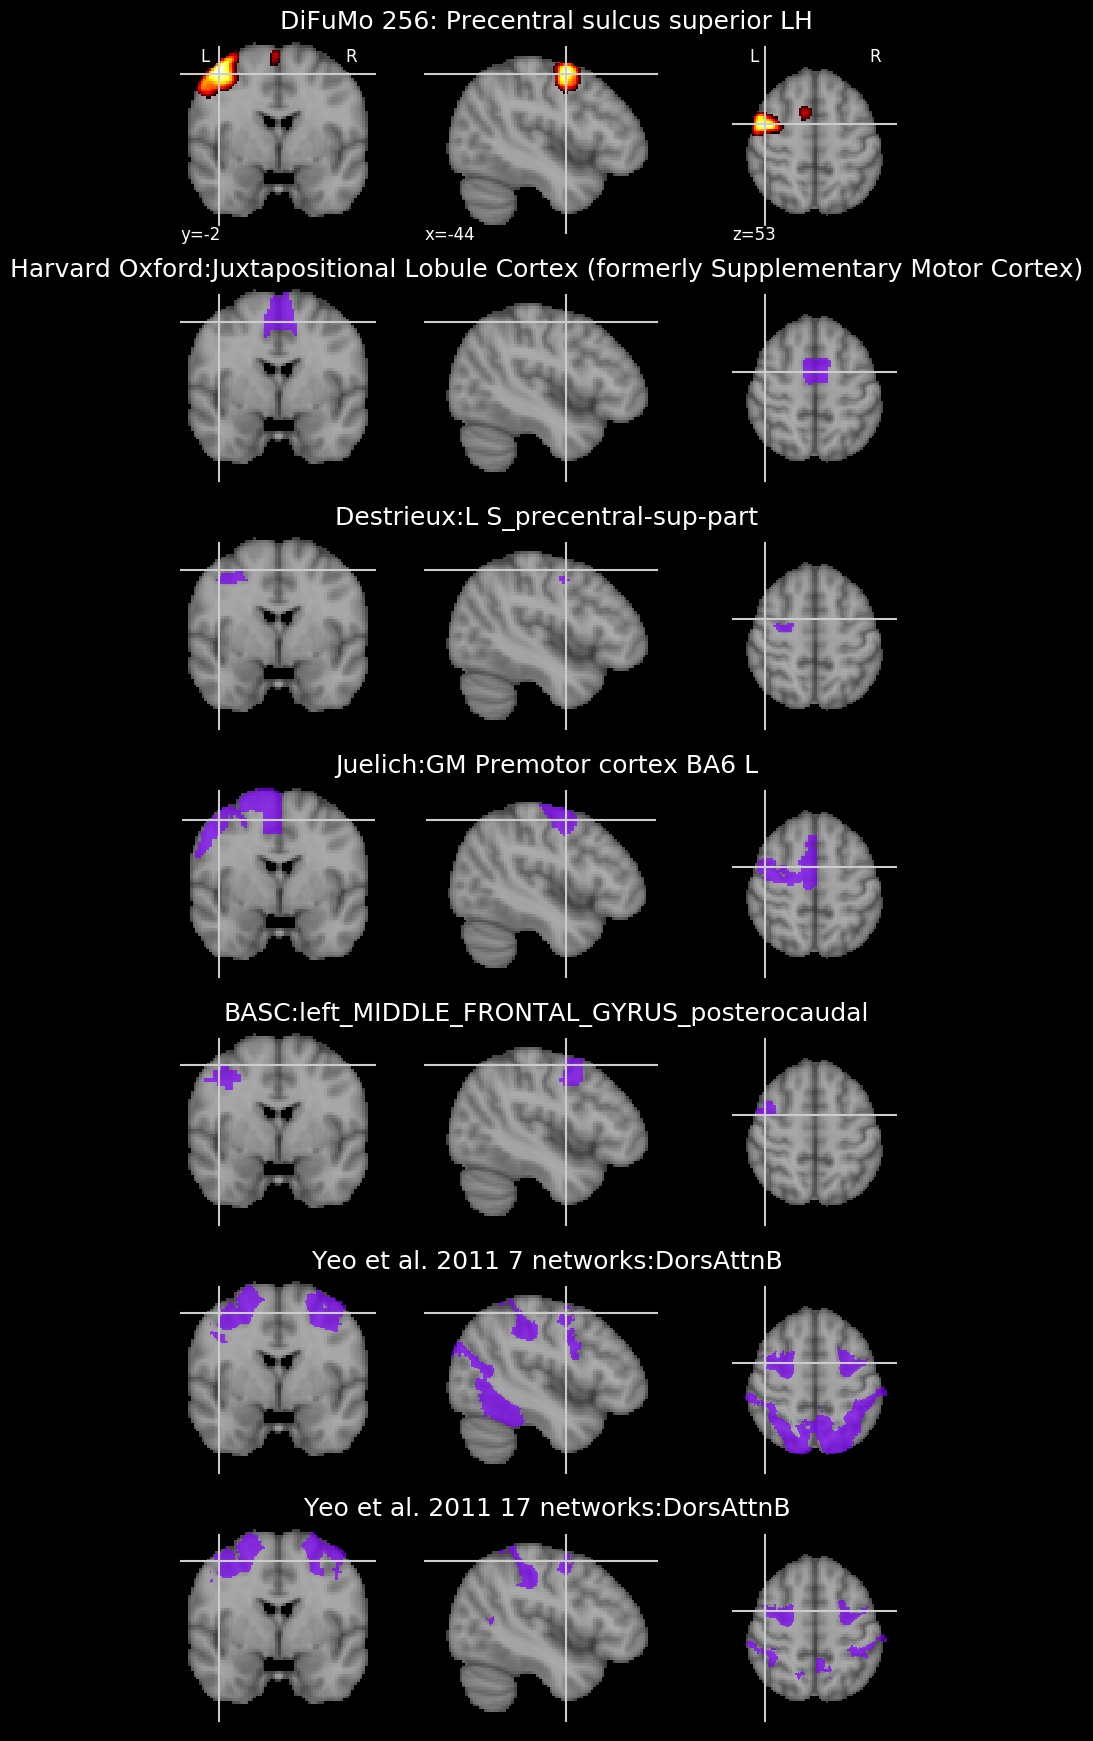 DiFuMo 256: Precentral sulcus superior LH
L R L R
y=-2 x=-44 z=53
Harvard Oxford:Juxtapositional Lobule Cortex (formerly Supplementary Motor Cortex)
Destrieux:L S_precentral-sup-part
Juelich:GM Premotor cortex BA6 L
BASC:left_MIDDLE_FRONTAL_GYRUS_posterocaudal
Yeo et al. 2011 7 networks:DorsAttnB
Yeo et al. 2011 17 networks:DorsAttnB